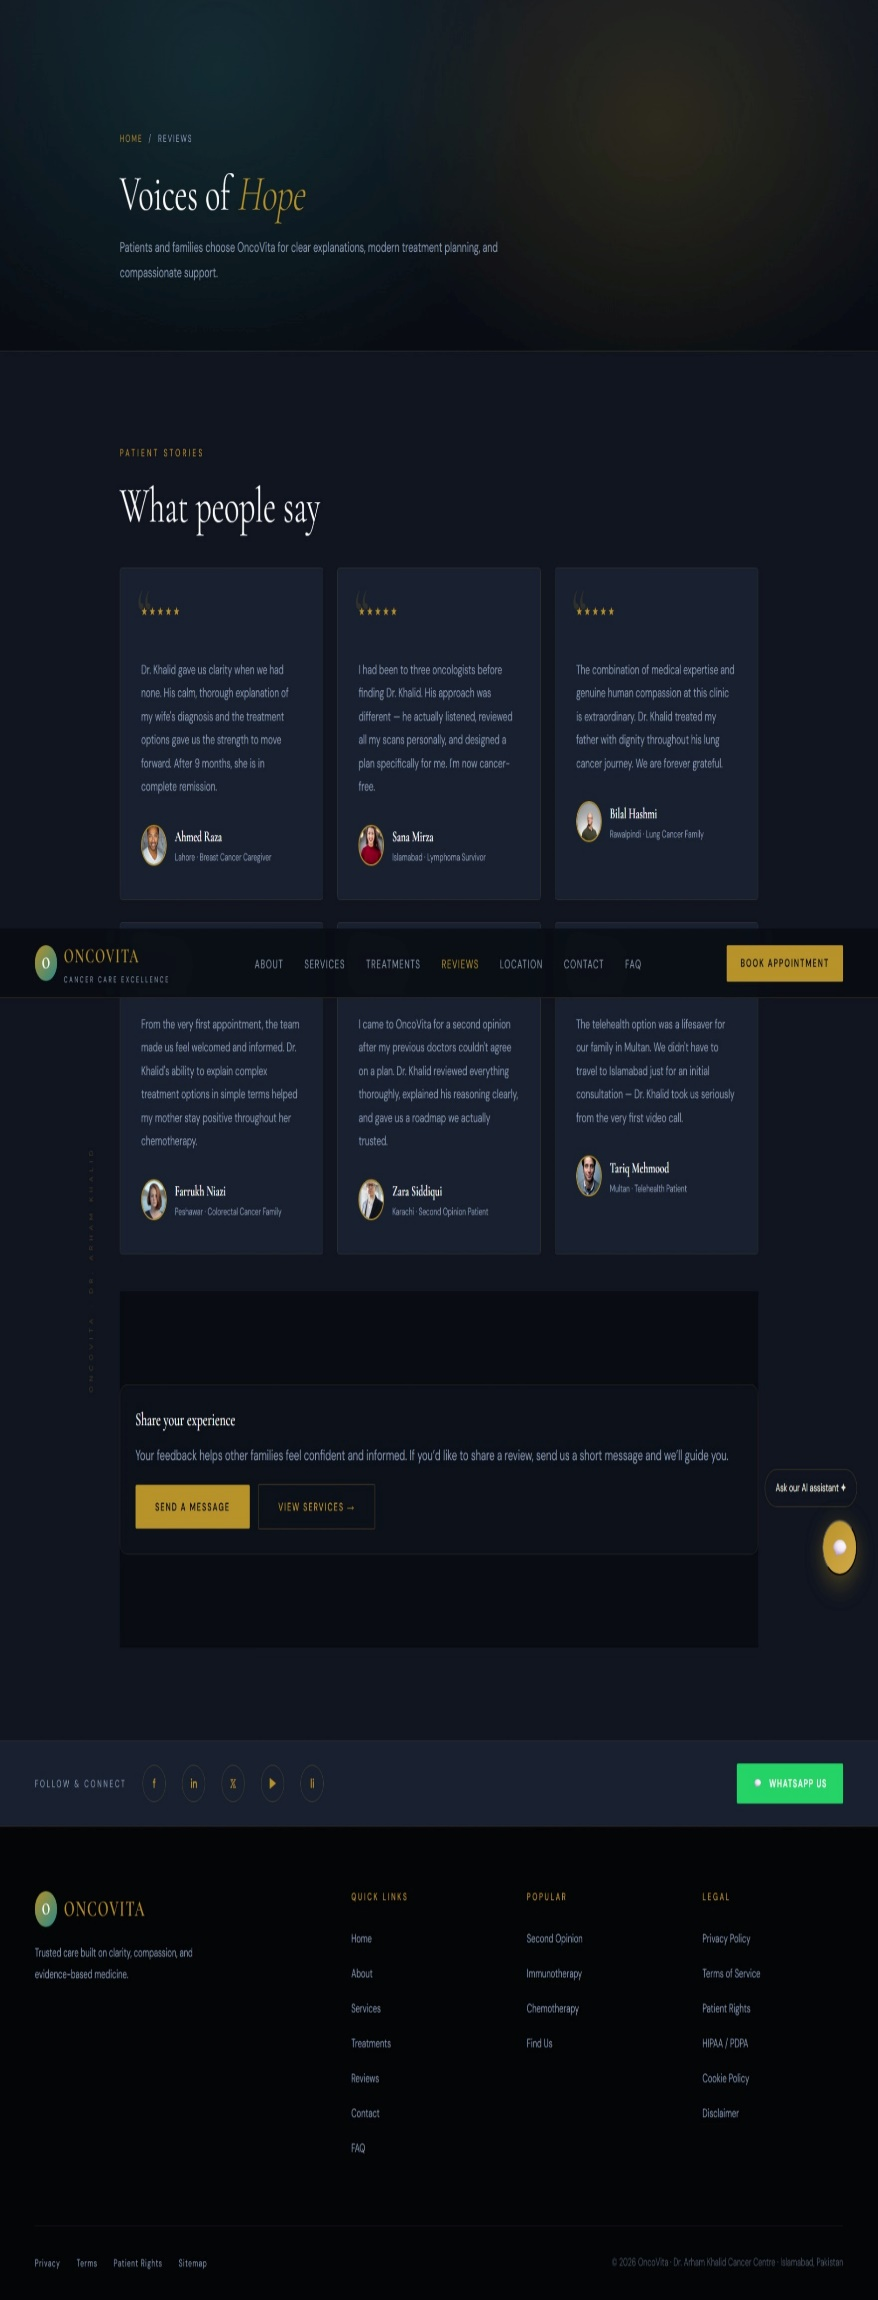 HOME / REVIEWS
Voices of Hope
Patients and families choose OncoVita for clear explanations, modern treatment planning, and
compassionate support.
PATIENT STORIES
What people say
★★★★★
Dr. Khalid gave us clarity when we had
none. His calm, thorough explanation of
my wife's diagnosis and the treatment
options gave us the strength to move
forward. After 9 months, she is in
complete remission.
Ahmed Raza
Lahore · Breast Cancer Caregiver
★★★★★
I had been to three oncologists before
finding Dr. Khalid. His approach was
different — he actually listened, reviewed
all my scans personally, and designed a
plan specifically for me. I'm now cancer-
free.
Sana Mirza
Islamabad · Lymphoma Survivor
★★★★★
The combination of medical expertise and
genuine human compassion at this clinic
is extraordinary. Dr. Khalid treated my
father with dignity throughout his lung
cancer journey. We are forever grateful.
Bilal Hashmi
Rawalpindi · Lung Cancer Family
O ONCOVITA
CANCER CARE EXCELLENCE
ABOUT SERVICES TREATMENTS REVIEWS LOCATION CONTACT FAQ
BOOK APPOINTMENT
From the very first appointment, the team
made us feel welcomed and informed. Dr.
Khalid's ability to explain complex
treatment options in simple terms helped
my mother stay positive throughout her
chemotherapy.
Farrukh Niazi
Peshawar · Colorectal Cancer Family
I came to OncoVita for a second opinion
after my previous doctors couldn't agree
on a plan. Dr. Khalid reviewed everything
thoroughly, explained his reasoning clearly,
and gave us a roadmap we actually
trusted.
Zara Siddiqui
Karachi · Second Opinion Patient
The telehealth option was a lifesaver for
our family in Multan. We didn't have to
travel to Islamabad just for an initial
consultation — Dr. Khalid took us seriously
from the very first video call.
Tariq Mehmood
Multan · Telehealth Patient
ONCOVITA DR ARHAM KHALID
Share your experience
Your feedback helps other families feel confident and informed. If you'd like to share a review, send us a short message and we'll guide you.
SEND A MESSAGE
VIEW SERVICES →
Ask our AI assistant ✦
FOLLOW & CONNECT f in 𝕏 ▶ li
WHATSAPP US
O ONCOVITA
Trusted care built on clarity, compassion, and
evidence-based medicine.
QUICK LINKS
Home
About
Services
Treatments
Reviews
Contact
FAQ
POPULAR
Second Opinion
Immunotherapy
Chemotherapy
Find Us
LEGAL
Privacy Policy
Terms of Service
Patient Rights
HIPAA / PDPA
Cookie Policy
Disclaimer
Privacy Terms Patient Rights Sitemap
© 2026 OncoVita · Dr. Arham Khalid Cancer Centre · Islamabad, Pakistan